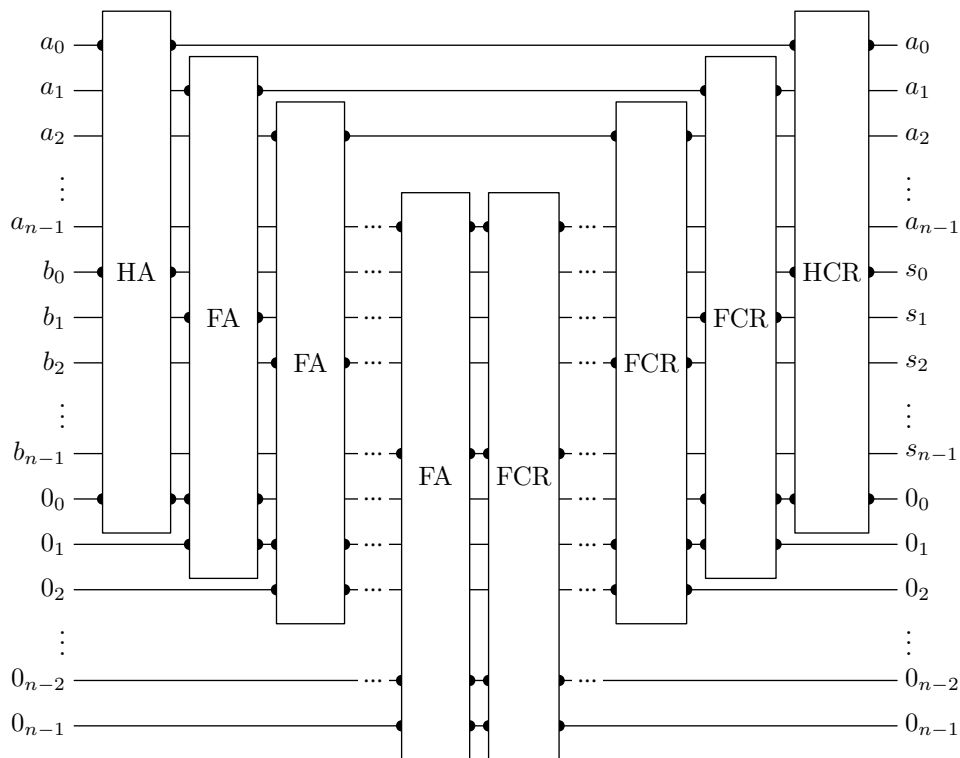 a_0 a_0
a_1 a_1
a_2 a_2
⋮ ⋮
a_{n−1} ... ... a_{n−1}
b_0 HA ... ... HCR s_0
b_1 FA ... ... FCR s_1
b_2 FA ... ... FCR s_2
⋮ ⋮
b_{n−1} ... ... s_{n−1}
FA FCR
0_0 ... ... 0_0
0_1 ... ... 0_1
0_2 ... ... 0_2
⋮ ⋮
0_{n−2} ... ... 0_{n−2}
0_{n−1} 0_{n−1}